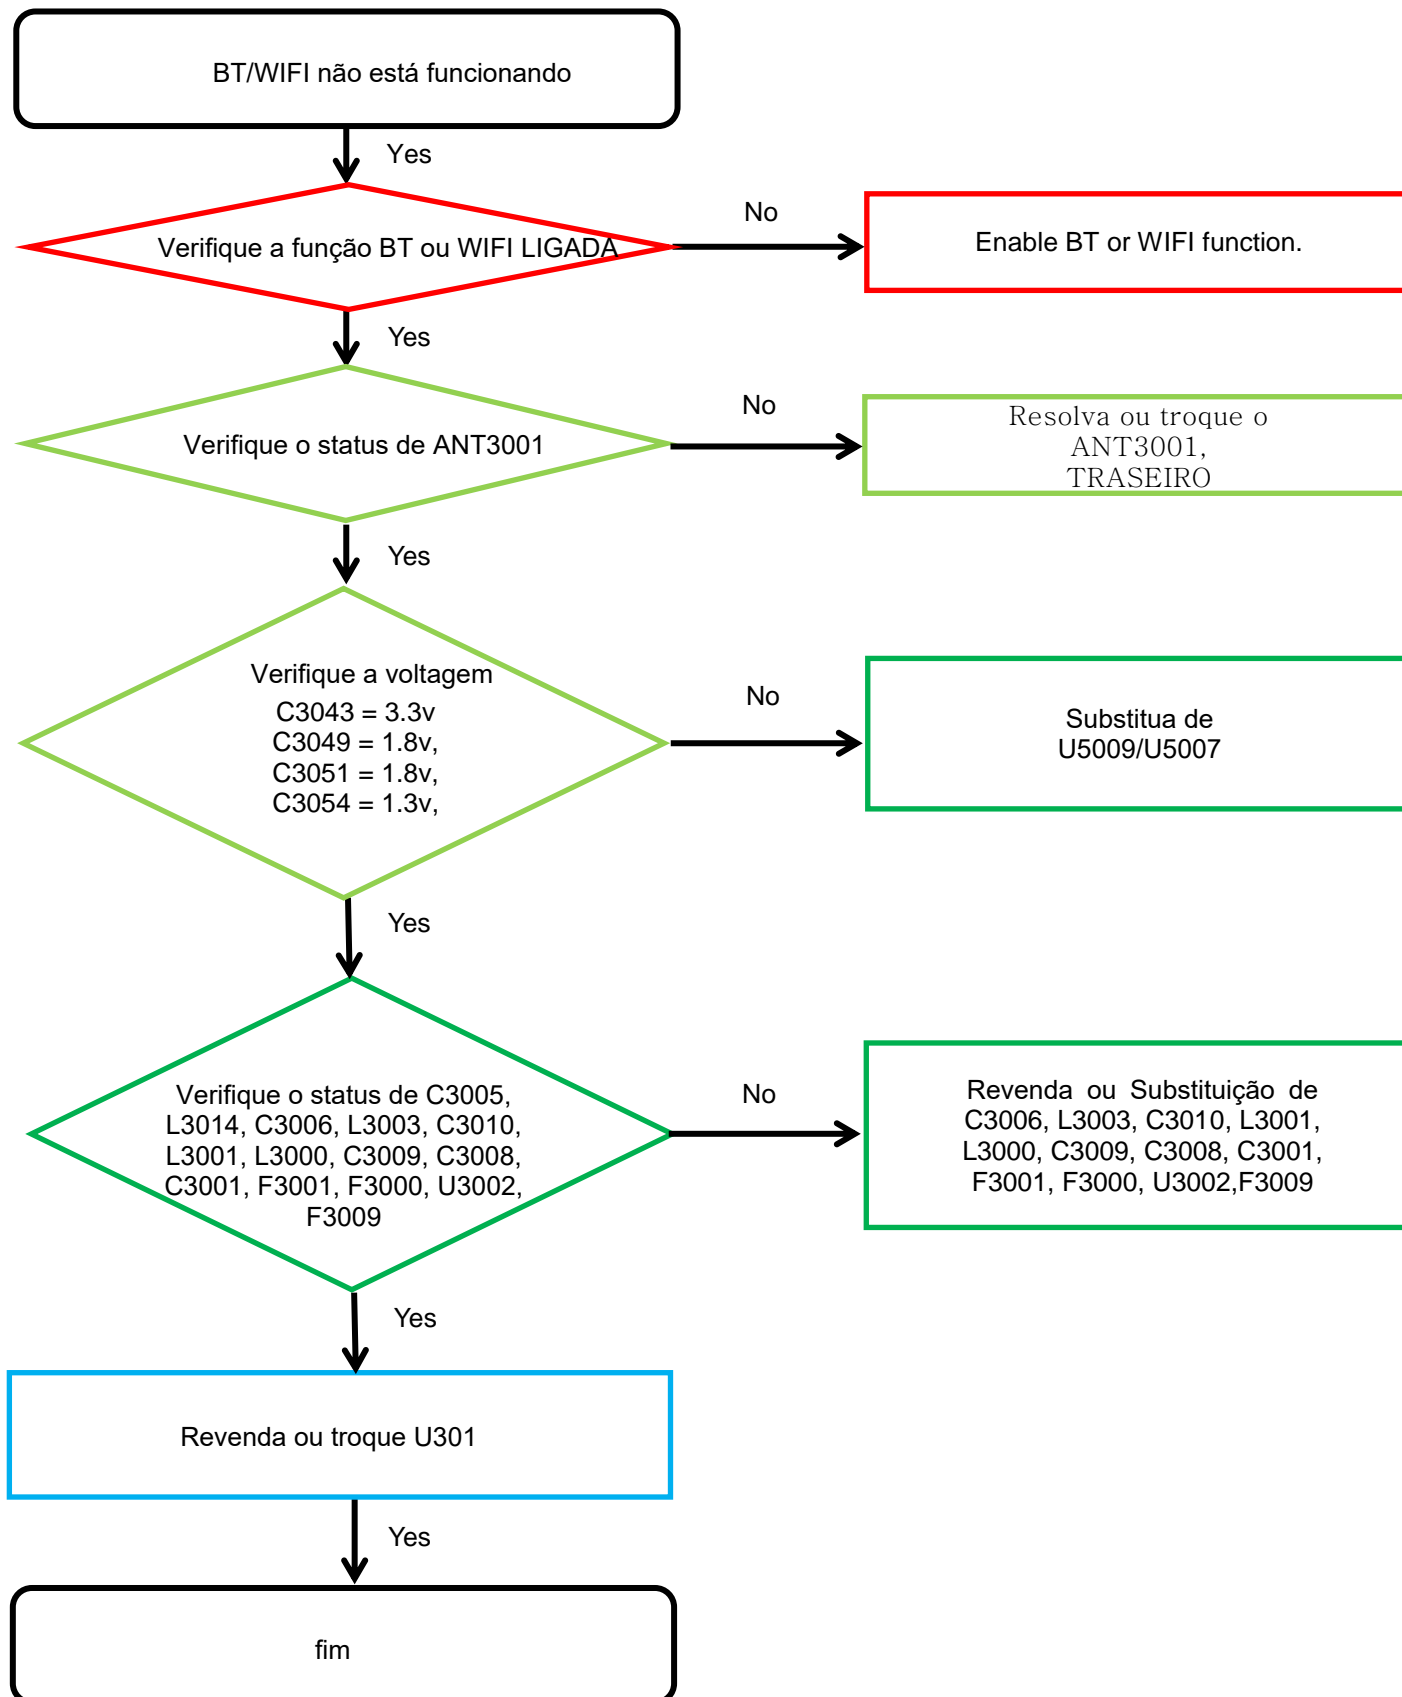 BT/WIFI não está funcionando
Yes
Verifique a função BT ou WIFI LIGADA
No
Enable BT or WIFI function.
Yes
Verifique o status de ANT3001
No
Resolva ou troque o
ANT3001,
TRASEIRO
Yes
Verifique a voltagem
C3043 = 3.3v
C3049 = 1.8v,
C3051 = 1.8v,
C3054 = 1.3v,
No
Substitua de
U5009/U5007
Yes
Verifique o status de C3005,
L3014, C3006, L3003, C3010,
L3001, L3000, C3009, C3008,
C3001, F3001, F3000, U3002,
F3009
No
Revenda ou Substituição de
C3006, L3003, C3010, L3001,
L3000, C3009, C3008, C3001,
F3001, F3000, U3002,F3009
Yes
Revenda ou troque U301
Yes
fim